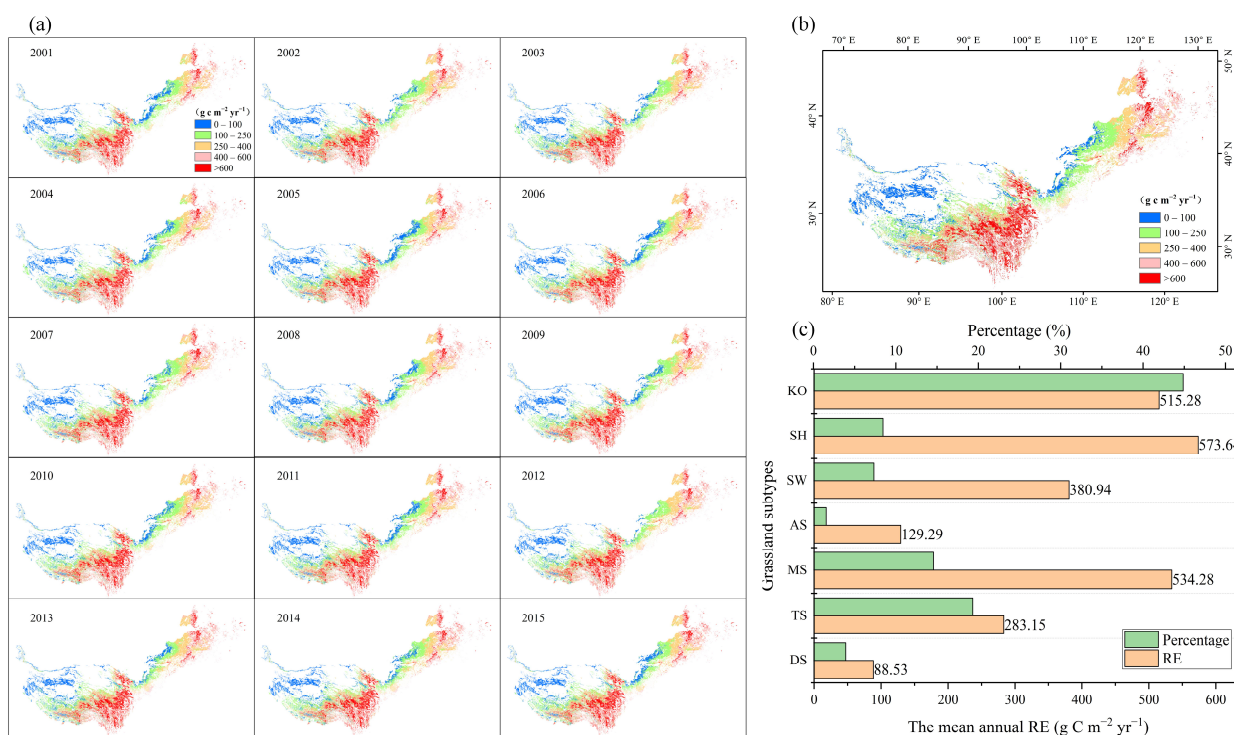 (a)
2001
2002
2003
(g c m⁻² yr⁻¹)
0 – 100
100 – 250
250 – 400
400 – 600
>600
2004
2005
2006
2007
2008
2009
2010
2011
2012
2013
2014
2015
(b)
70° E 80° E 90° E 100° E 110° E 120° E 130° E
50° N
40° N
40° N
30° N
30° N
(g c m⁻² yr⁻¹)
0 – 100
100 – 250
250 – 400
400 – 600
>600
80° E 90° E 100° E 110° E 120° E
(c)
Percentage (%)
0 10 20 30 40 50
Grassland subtypes
KO 515.28
SH 573.64
SW 380.94
AS 129.29
MS 534.28
TS 283.15
DS 88.53
Percentage
RE
0 100 200 300 400 500 600
The mean annual RE (g C m⁻² yr⁻¹)